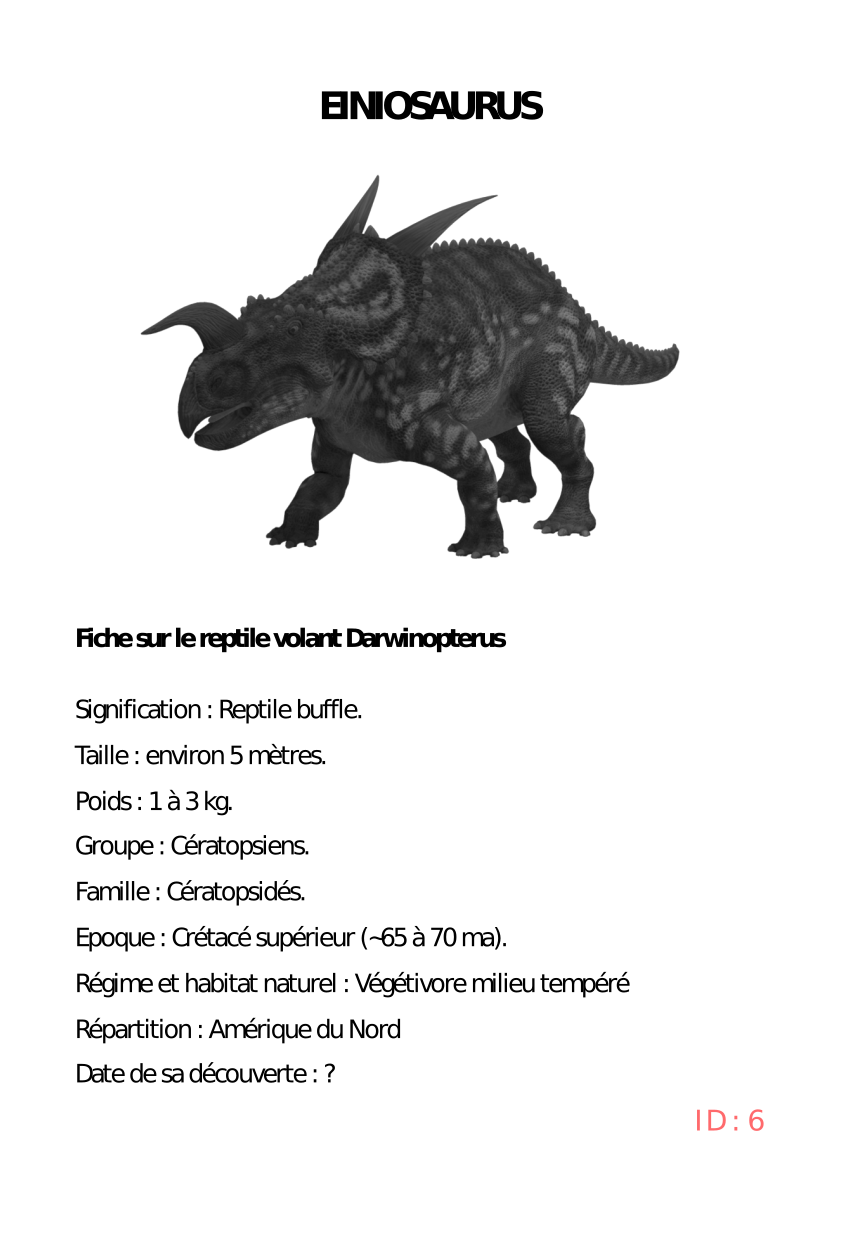 EINIOSAURUS
Fiche sur le reptile volant Darwinopterus
Signification : Reptile buffle.
Taille : environ 5 mètres.
Poids : 1 à 3 kg.
Groupe : Cératopsiens.
Famille : Cératopsidés.
Epoque : Crétacé supérieur (~65 à 70 ma).
Régime et habitat naturel : Végétivore milieu tempéré
Répartition : Amérique du Nord
Date de sa découverte : ?
ID : 6